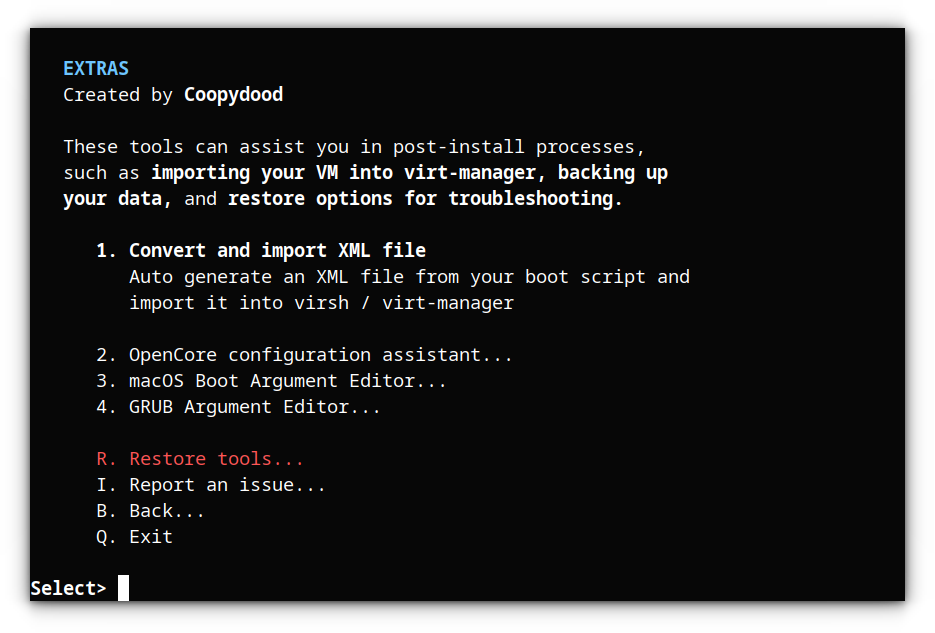 EXTRAS
Created by Coopydood
These tools can assist you in post-install processes,
such as importing your VM into virt-manager, backing up
your data, and restore options for troubleshooting.
1. Convert and import XML file
Auto generate an XML file from your boot script and
import it into virsh / virt-manager
2. OpenCore configuration assistant...
3. macOS Boot Argument Editor...
4. GRUB Argument Editor...
R. Restore tools...
I. Report an issue...
B. Back...
Q. Exit
Select>